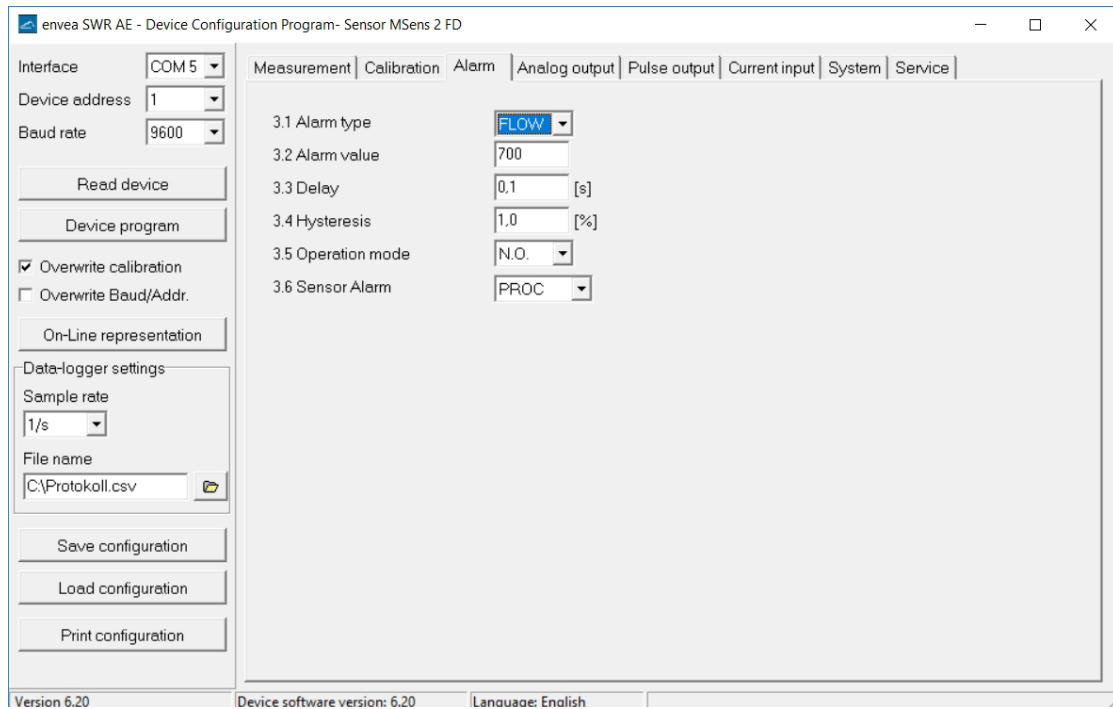 envea SWR AE - Device Configuration Program- Sensor MSens 2 FD
Interface COM 5
Device address 1
Baud rate 9600
Read device
Device program
Overwrite calibration
Overwrite Baud/Addr.
On-Line representation
Data-logger settings
Sample rate
1/s
File name
C:\Protokoll.csv
Save configuration
Load configuration
Print configuration
Measurement Calibration Alarm Analog output Pulse output Current input System Service
3.1 Alarm type FLOW
3.2 Alarm value 700
3.3 Delay 0,1 [s]
3.4 Hysteresis 1,0 [%]
3.5 Operation mode N.O.
3.6 Sensor Alarm PROC
Version 6.20 Device software version: 6.20 Language: English